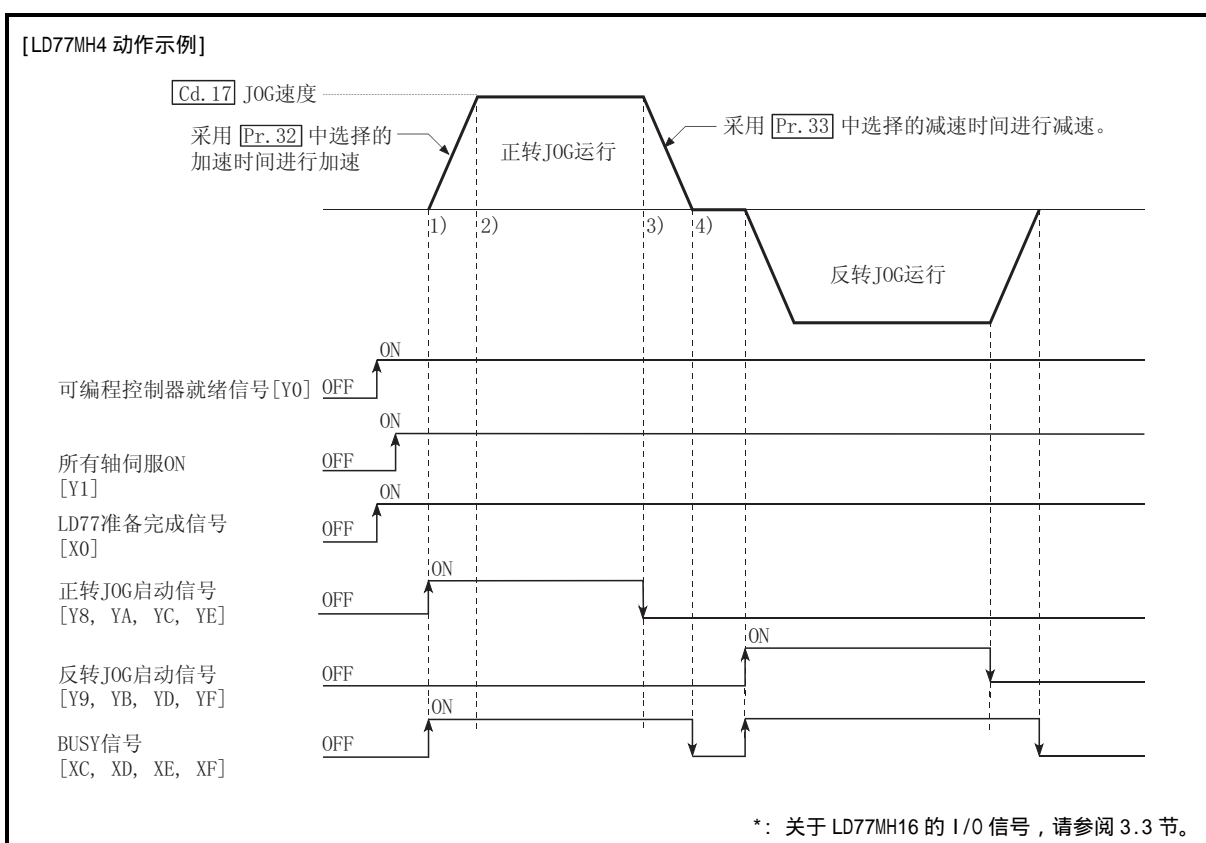 [LD77MH4 动作示例]
Cd.17 JOG速度
采用 Pr.32 中选择的
加速时间进行加速
正转JOG运行
采用 Pr.33 中选择的减速时间进行减速。
1) 2) 3) 4)
反转JOG运行
ON
可编程控制器就绪信号[Y0] OFF
ON
所有轴伺服ON OFF
[Y1]
ON
LD77准备完成信号 OFF
[X0]
ON
正转JOG启动信号 OFF
[Y8, YA, YC, YE]
ON
反转JOG启动信号 OFF
[Y9, YB, YD, YF]
ON
BUSY信号 OFF
[XC, XD, XE, XF]
*: 关于 LD77MH16 的 I/O 信号，请参阅 3.3 节。